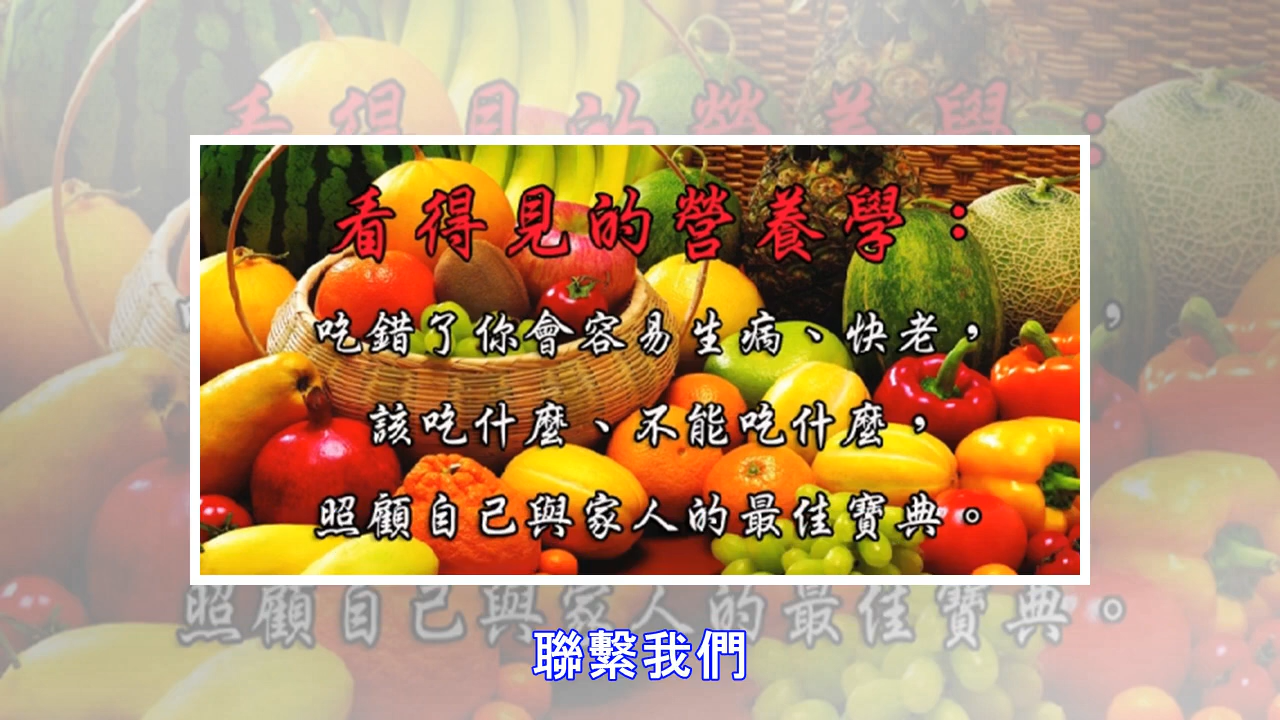 看得見的營養學：
吃錯了你會容易生病、快老，
該吃什麼、不能吃什麼，
照顧自己與家人的最佳寶典。
聯繫我們